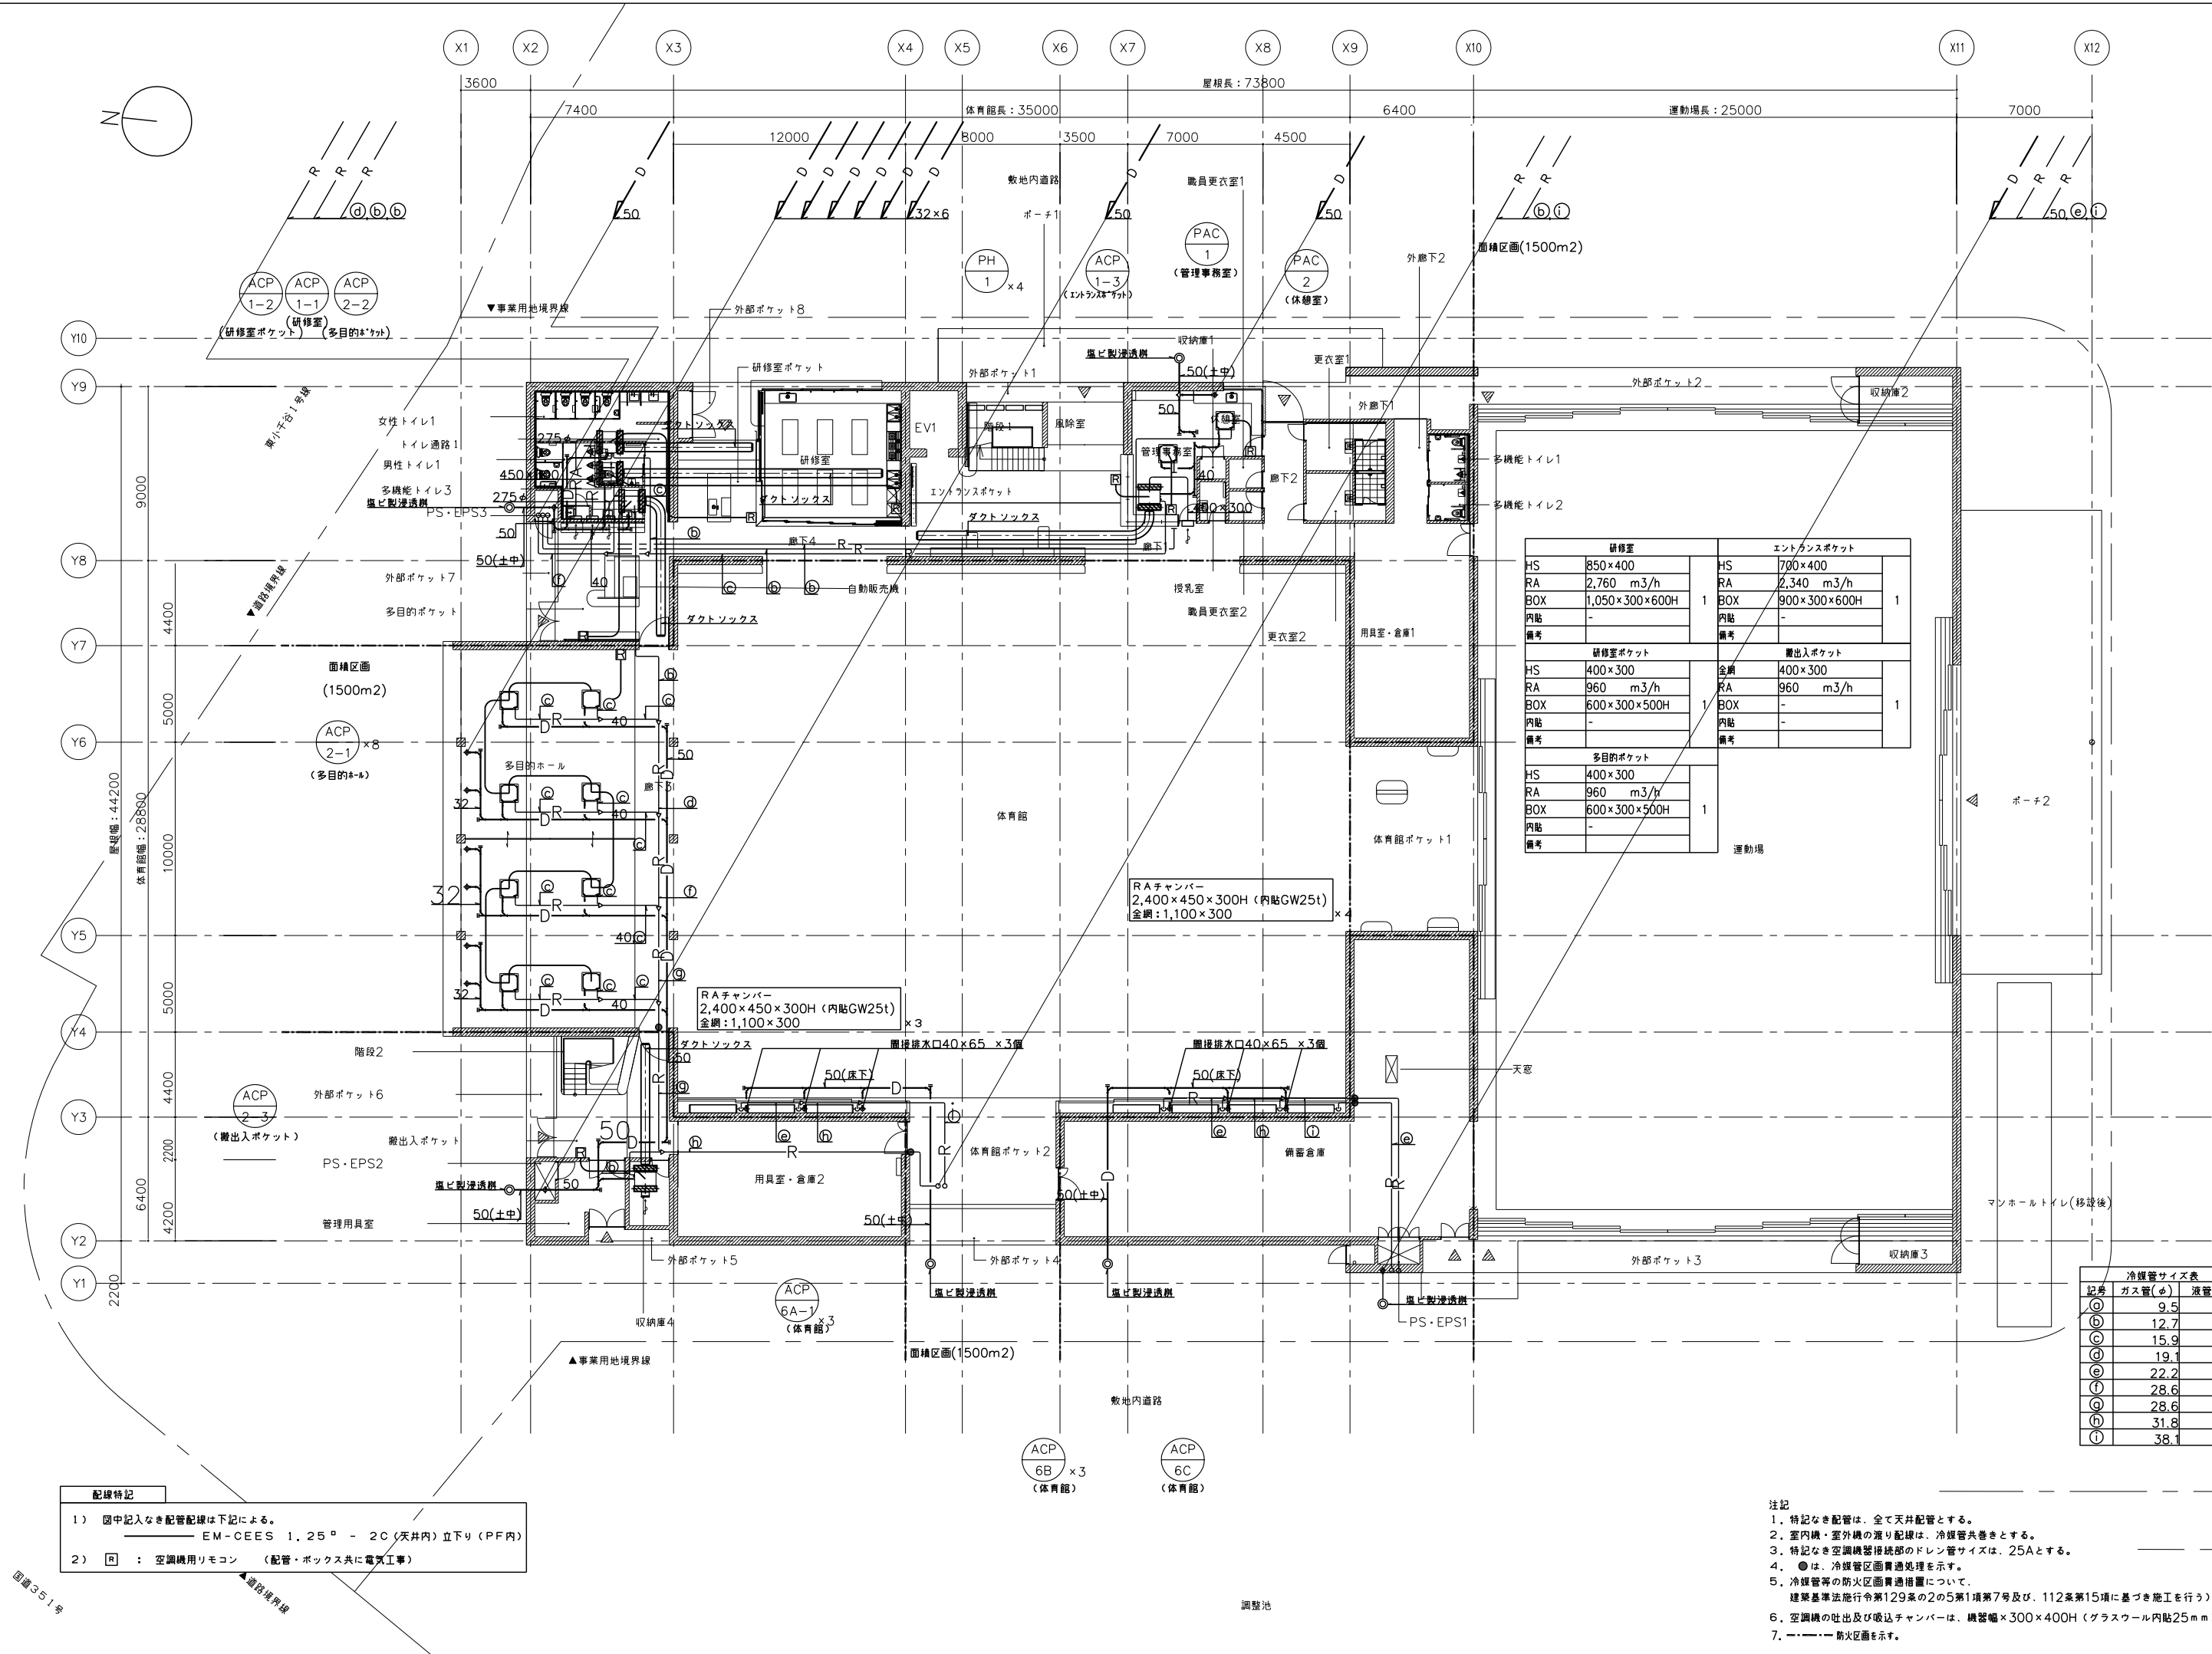 X1 X2 X3 X4 X5 X6 X7 X8 X9 X10 X11 X12
3600
屋根長：73800
7400
体育館長：35000
6400
運動場長：25000
7000
12000
8000
3500
7000
4500
N
R R R
ⓓ,ⓑ,ⓑ
D
50
D D D D D D
32×6
敷地内道路
ポーチ1
D
50
職員更衣室1
D
50
R R
ⓑ,ⓘ
面積区画(1500m2)
D R R
50,ⓔ,ⓘ
ACP
1-2
(研修室ポケット)
ACP
1-1
(研修室)
ACP
2-2
(多目的ポケット)
PH
1
×4
ACP
1-3
(エントランスポケット)
PAC
1
(管理事務室)
PAC
2
(休憩室)
外廊下2
▼事業用地境界線
外部ポケット8
Y10
Y9
Y8
Y7
Y6
Y5
Y4
Y3
Y2
Y1
屋根幅：44200
体育館幅：28800
9000
4400
5000
10000
5000
4400
2200
6400
4200
2200
東小千谷1号線
▼道路境界線
研修室ポケット
塩ビ製浸透桝
収納庫1
更衣室1
外部ポケット1
50(土中)
外部ポケット2
収納庫2
女性トイレ1
トイレ通路1
男性トイレ1
多機能トイレ3
塩ビ製浸透桝
PS・EPS3
275φ
275φ
50
50(土中)
外部ポケット7
多目的ポケット
40
ダクトソックス
研修室
ダクトソックス
EV1
階段1
風除室
エントランスポケット
ダクトソックス
管理事務室
休憩室
50
40
外廊下1
廊下2
多機能トイレ1
多機能トイレ2
廊下4
廊下1
自動販売機
授乳室
職員更衣室2
更衣室2
用具室・倉庫1
ダクトソックス
研修室
HS 850×400
RA 2,760 m3/h
BOX 1,050×300×600H 1
内貼 -
備考
エントランスポケット
HS 700×400
RA 2,340 m3/h
BOX 900×300×600H 1
内貼 -
備考
研修室ポケット
HS 400×300
RA 960 m3/h
BOX 600×300×500H 1
内貼 -
備考
搬出入ポケット
金網 400×300
RA 960 m3/h
BOX - 1
内貼 -
備考
多目的ポケット
HS 400×300
RA 960 m3/h
BOX 600×300×500H 1
内貼 -
備考
面積区画
(1500m2)
ACP
2-1
×8
(多目的ホール)
多目的ホール
廊下3
体育館
体育館ポケット1
運動場
ポーチ2
32
32
32
40
40
40
40
50
RAチャンバー
2,400×450×300H（内貼GW25t）
金網：1,100×300
×4
RAチャンバー
2,400×450×300H（内貼GW25t）
金網：1,100×300
×3
ダクトソックス
間接排水口40×65 ×3個
間接排水口40×65 ×3個
50(床下)
50(床下)
階段2
外部ポケット6
ACP
2-3
(搬出入ポケット)
搬出入ポケット
PS・EPS2
塩ビ製浸透桝
50(土中)
管理用具室
50
50
50
用具室・倉庫2
体育館ポケット2
備蓄倉庫
天窓
50(土中)
50(土中)
マンホールトイレ(移設後)
外部ポケット5
外部ポケット4
外部ポケット3
収納庫3
収納庫4
塩ビ製浸透桝
塩ビ製浸透桝
塩ビ製浸透桝
PS・EPS1
ACP
6A-1
×3
(体育館)
▲事業用地境界線
面積区画(1500m2)
敷地内道路
ACP
6B
×3
(体育館)
ACP
6C
(体育館)
冷媒管サイズ表
記号 ガス管(φ) 液管
ⓐ 9.5
ⓑ 12.7
ⓒ 15.9
ⓓ 19.1
ⓔ 22.2
ⓕ 28.6
ⓖ 28.6
ⓗ 31.8
ⓘ 38.1
配線特記
1） 図中記入なき配管配線は下記による。
EM-CEES 1.25□ - 2C（天井内）立下り（PF内）
2） R ： 空調機用リモコン （配管・ボックス共に電気工事）
国道351号
▲道路境界線
調整池
注記
1．特記なき配管は、全て天井配管とする。
2．室内機・室外機の渡り配線は、冷媒管共巻きとする。
3．特記なき空調機器接続部のドレン管サイズは、25Aとする。
4．●は、冷媒管区画貫通処理を示す。
5．冷媒管等の防火区画貫通措置について、
建築基準法施行令第129条の2の5第1項第7号及び、112条第15項に基づき施工を行う）
6．空調機の吐出及び吸込チャンバーは、機器幅×300×400H（グラスウール内貼25mm
7．防火区画を示す。